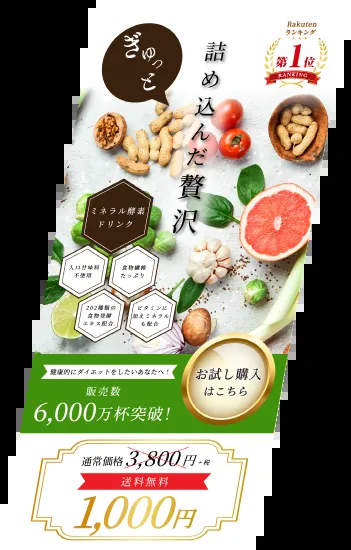 Rakuten
ランキング
第1位
RANKING
ぎゅっと
詰め込んだ贅沢
ミネラル酵素
ドリンク
人口甘味料
不使用
食物繊維
たっぷり
202種類の
食物発酵
エキス配合
ビタミンに
加えミネラル
も配合
健康的にダイエットをしたいあなたへ!
販売数
6,000万杯突破!
お試し購入
はこちら
通常価格 3,800円+税
送料無料
1,000円